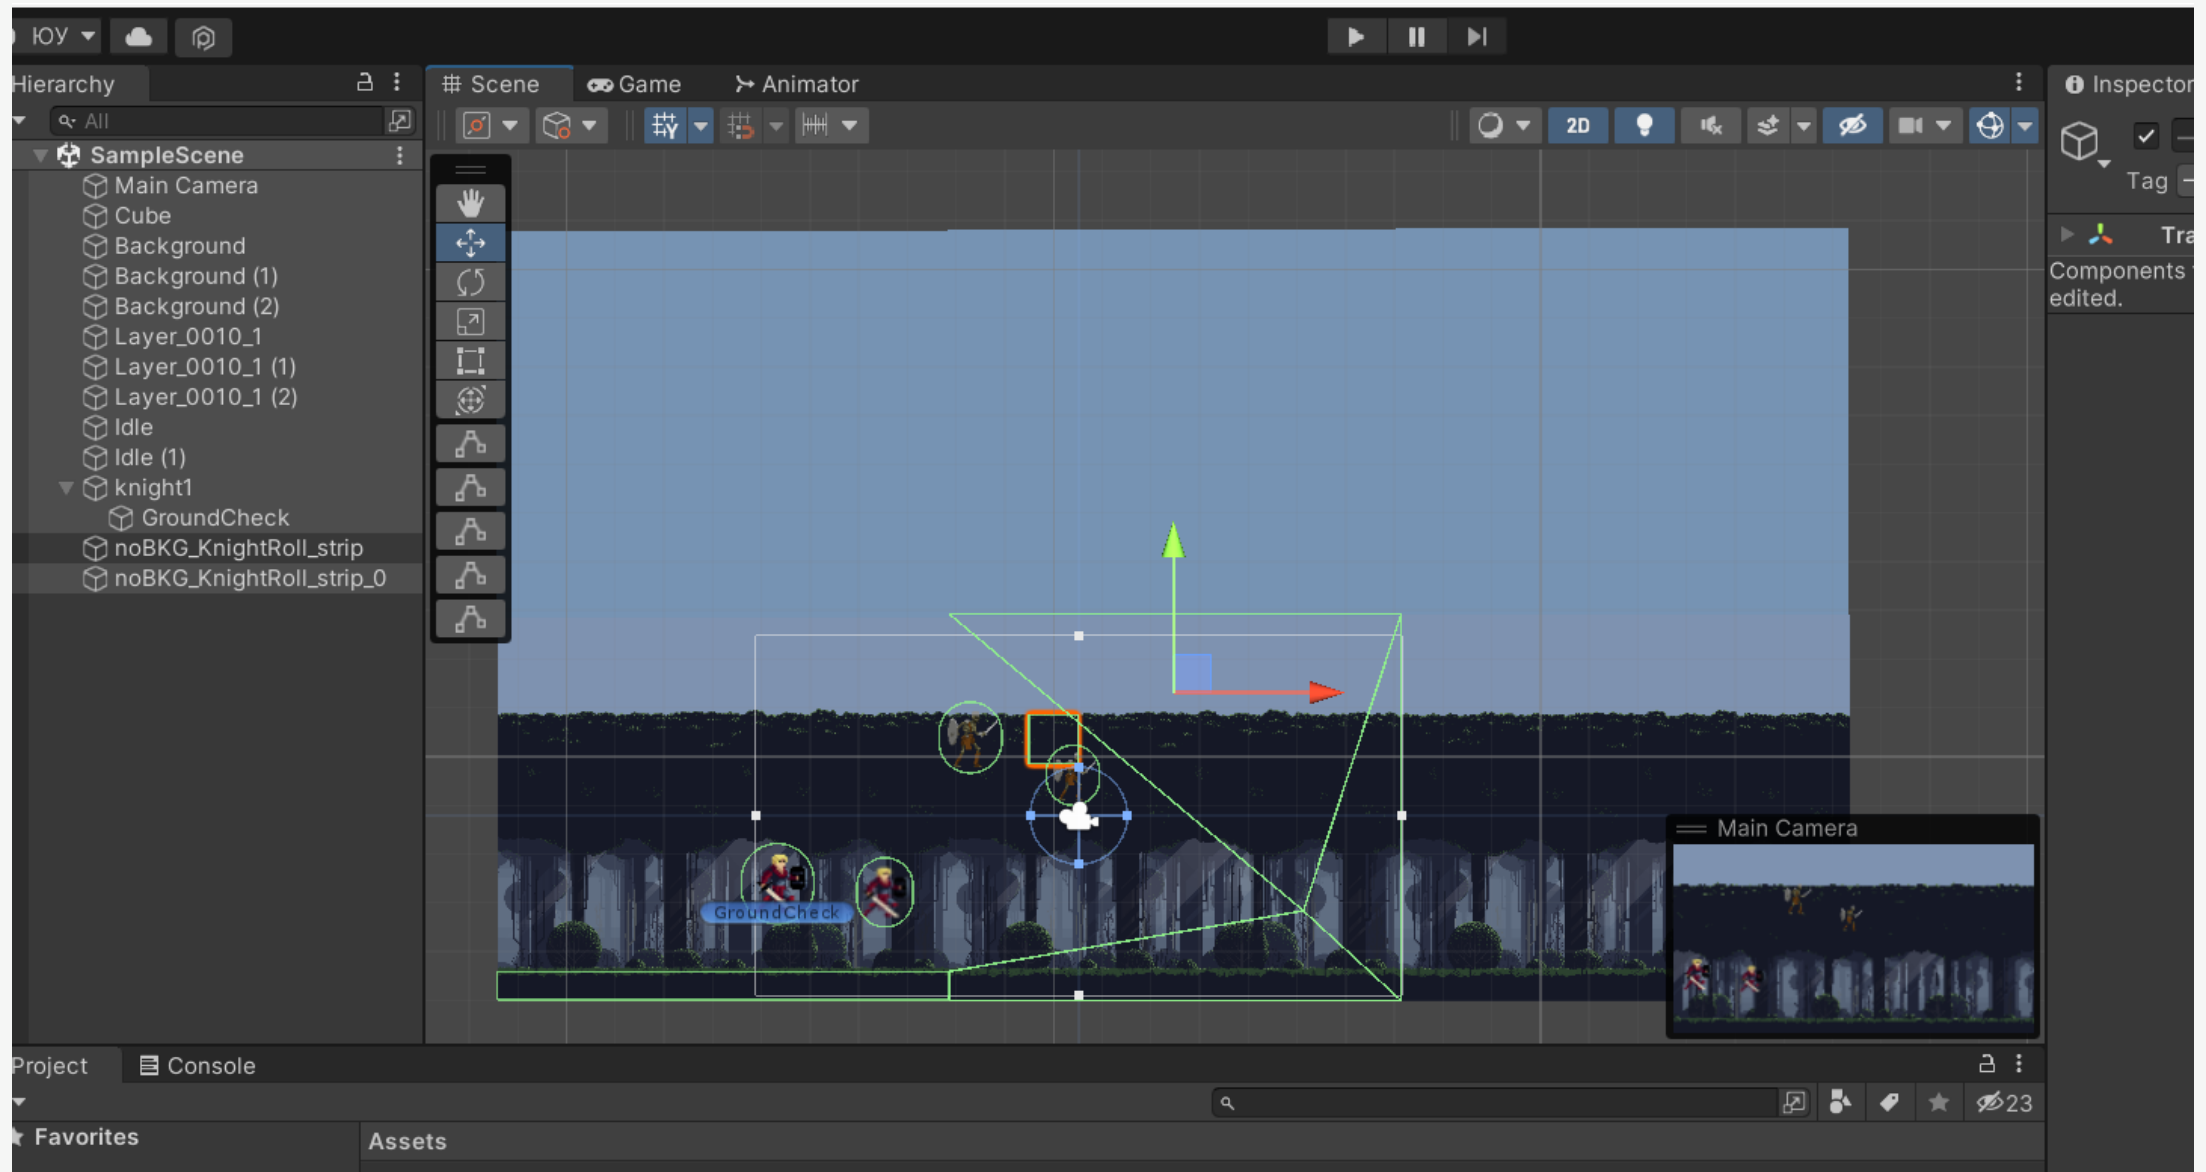 ЮУ
Hierarchy
All
SampleScene
Main Camera
Cube
Background
Background (1)
Background (2)
Layer_0010_1
Layer_0010_1 (1)
Layer_0010_1 (2)
Idle
Idle (1)
knight1
GroundCheck
noBKG_KnightRoll_strip
noBKG_KnightRoll_strip_0
Scene
Game
Animator
2D
GroundCheck
Main Camera
Inspector
Tag
Tra
Components
edited.
Project
Console
23
Favorites
Assets